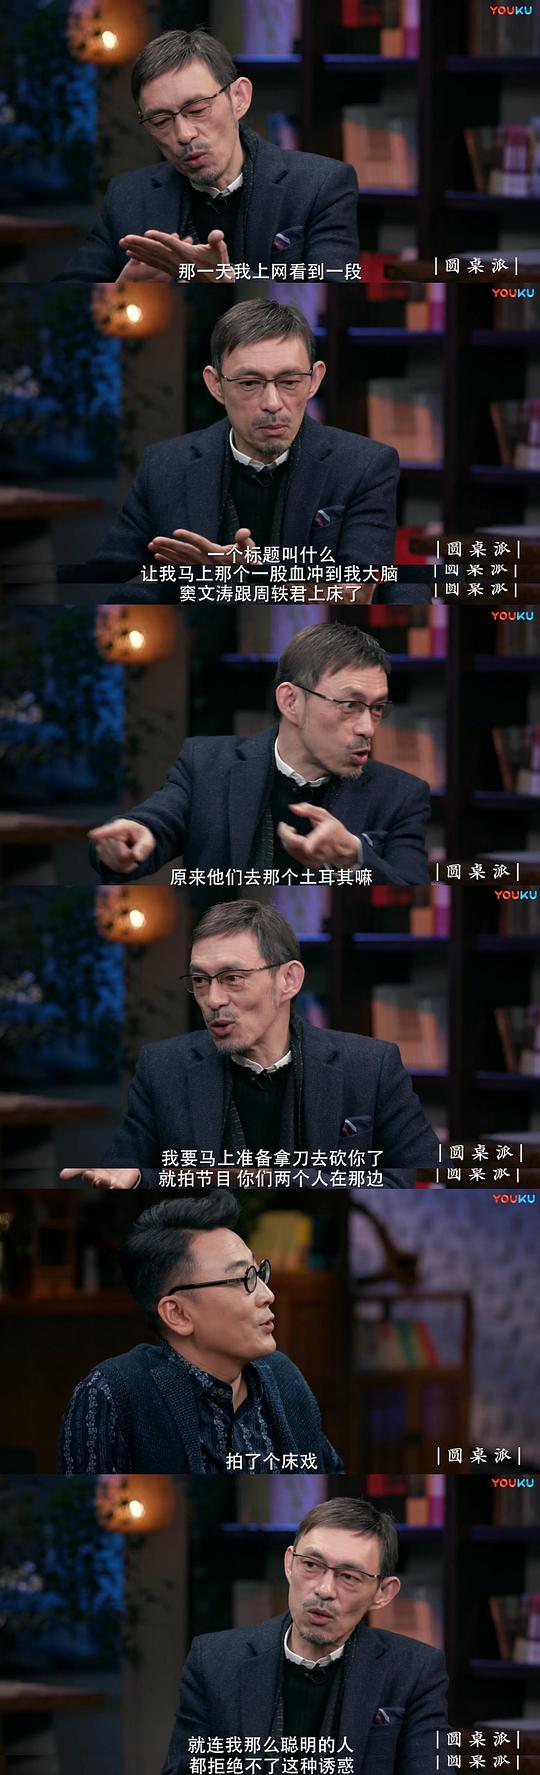 YOUKU
那一天我上网看到一段
|圆桌派|
YOUKU
一个标题叫什么
|圆桌派|
让我马上那个一股血冲到我大脑
|圆桌派|
窦文涛跟周轶君上床了
|圆桌派|
YOUKU
原来他们去那个土耳其嘛
|圆桌派|
YOUKU
我要马上准备拿刀去砍你了
|圆桌派|
就拍节目 你们两个人在那边
|圆桌派|
YOUKU
拍了个床戏
|圆桌派|
YOUKU
就连我那么聪明的人
|圆桌派|
都拒绝不了这种诱惑
|圆桌派|